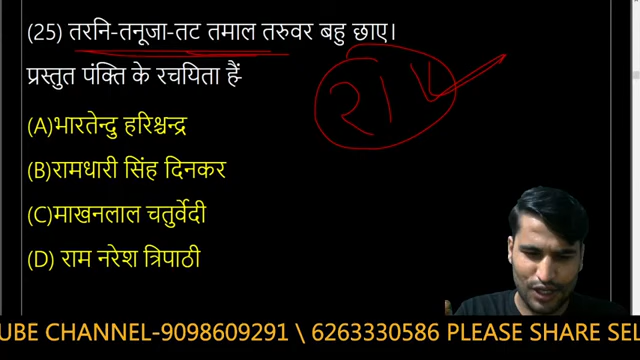 (25) तरनि-तनूजा-तट तमाल तरुवर बहु छाए।
प्रस्तुत पंक्ति के रचयिता हैं
(A)भारतेन्दु हरिश्चन्द्र
(B)रामधारी सिंह दिनकर
(C)माखनलाल चतुर्वेदी
(D) राम नरेश त्रिपाठी
UBE CHANNEL-9098609291 \ 6263330586 PLEASE SHARE SEL